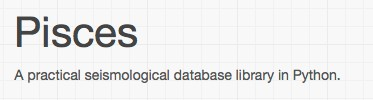 Pisces
A practical seismological database library in Python.